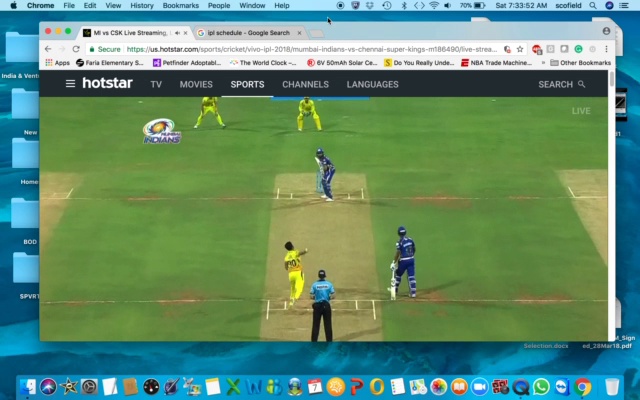 Chrome File Edit View History Bookmarks People Window Help 70% Sat 7:33:52 AM scofield
MI vs CSK Live Streaming, ipl schedule - Google Search
Secure https://us.hotstar.com/sports/cricket/vivo-ipl-2018/mumbai-indians-vs-chennai-super-kings-m186490/live-strea...
Apps Faria Elementary S... Petfinder Adoptabl... The World Clock –... 6V 50mAh Solar Ce... Do You Really Unde... NBA Trade Machine... » Other Bookmarks
hotstar TV MOVIES SPORTS CHANNELS LANGUAGES SEARCH
LIVE
MUMBAI
INDIANS
India & Vent
New
Home
BOD
SPVRT
Selection.docx
ed_28Mar18.pdf